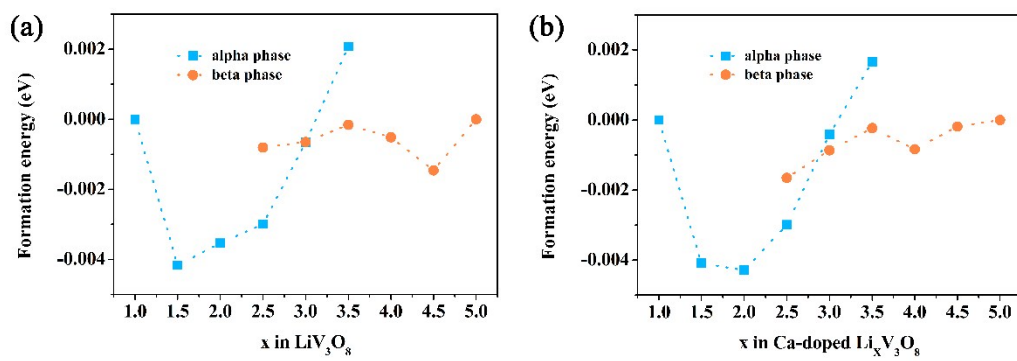 (a)
Formation energy (eV)
0.002
0.000
-0.002
-0.004
alpha phase
beta phase
1.0 1.5 2.0 2.5 3.0 3.5 4.0 4.5 5.0
x in LiV₃O₈
(b)
Formation energy (eV)
0.002
0.000
-0.002
-0.004
alpha phase
beta phase
1.0 1.5 2.0 2.5 3.0 3.5 4.0 4.5 5.0
x in Ca-doped LiₓV₃O₈